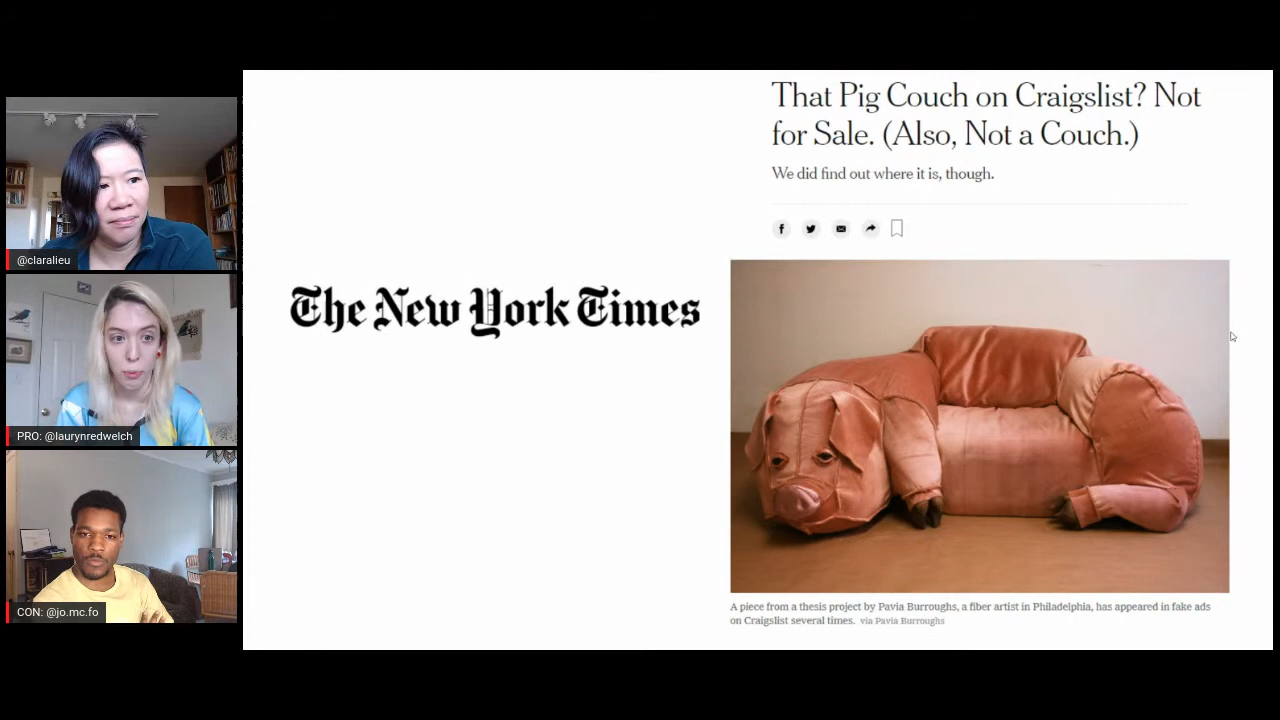 That Pig Couch on Craigslist? Not
for Sale. (Also, Not a Couch.)
We did find out where it is, though.
The New York Times
A piece from a thesis project by Pavia Burroughs, a fiber artist in Philadelphia, has appeared in fake ads
on Craigslist several times. via Pavia Burroughs
@claralieu
PRO: @laurynredwelch
CON: @jo.mc.fo